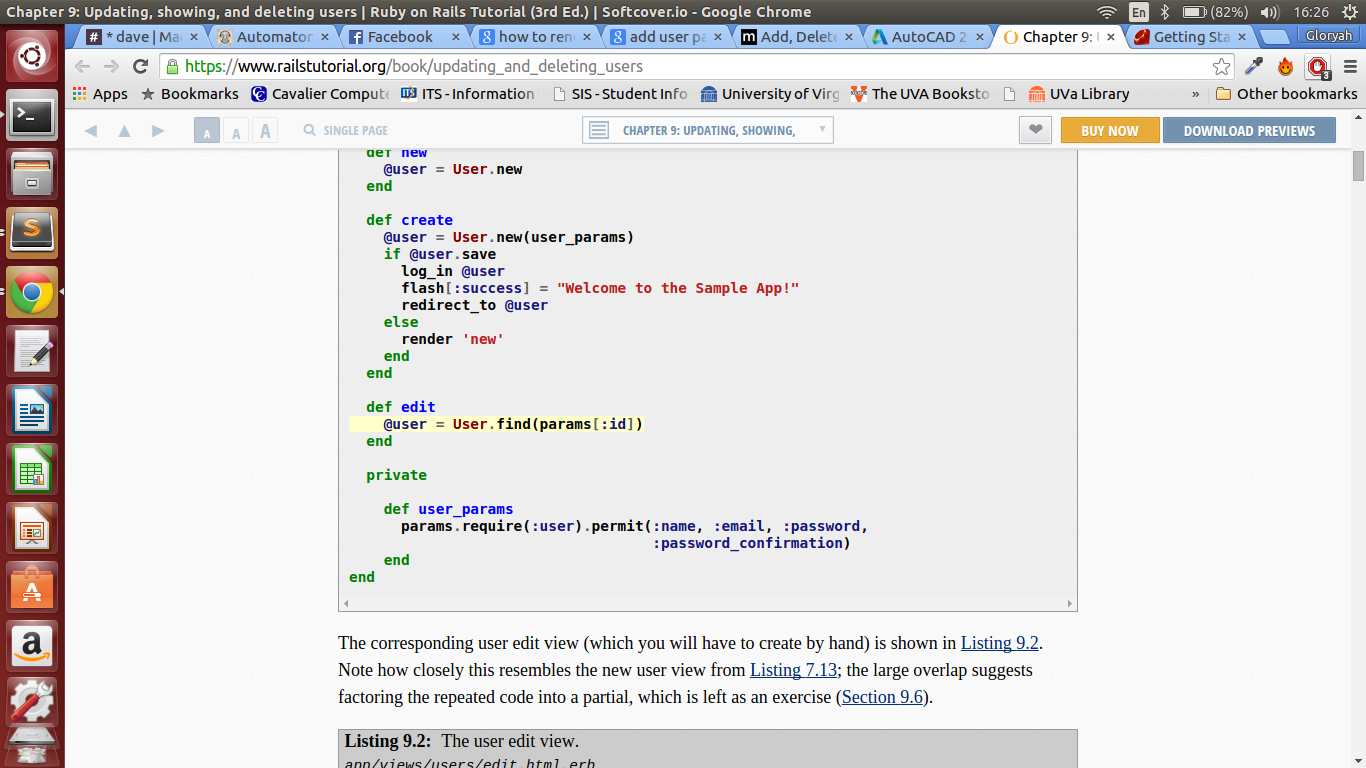 Chapter 9: Updating, showing, and deleting users | Ruby on Rails Tutorial (3rd Ed.) | Softcover.io - Google Chrome
En
(82%)
16:26
* dave | Ma
Automator
Facebook
how to ren
add user pa
Add, Delet
AutoCAD 2
Chapter 9:
Getting Sta
Gloryah
https://www.railstutorial.org/book/updating_and_deleting_users
3
Apps
Bookmarks
Cavalier Compute
ITS - Information
SIS - Student Info
University of Virg
The UVA Booksto
UVa Library
»
Other bookmarks
A
A
A
SINGLE PAGE
CHAPTER 9: UPDATING, SHOWING,
BUY NOW
DOWNLOAD PREVIEWS
def new
@user = User.new
end
def create
@user = User.new(user_params)
if @user.save
log_in @user
flash[:success] = "Welcome to the Sample App!"
redirect_to @user
else
render 'new'
end
end
def edit
@user = User.find(params[:id])
end
private
def user_params
params.require(:user).permit(:name, :email, :password,
:password_confirmation)
end
end
The corresponding user edit view (which you will have to create by hand) is shown in Listing 9.2.
Note how closely this resembles the new user view from Listing 7.13; the large overlap suggests
factoring the repeated code into a partial, which is left as an exercise (Section 9.6).
Listing 9.2: The user edit view.
app/views/users/edit.html.erb